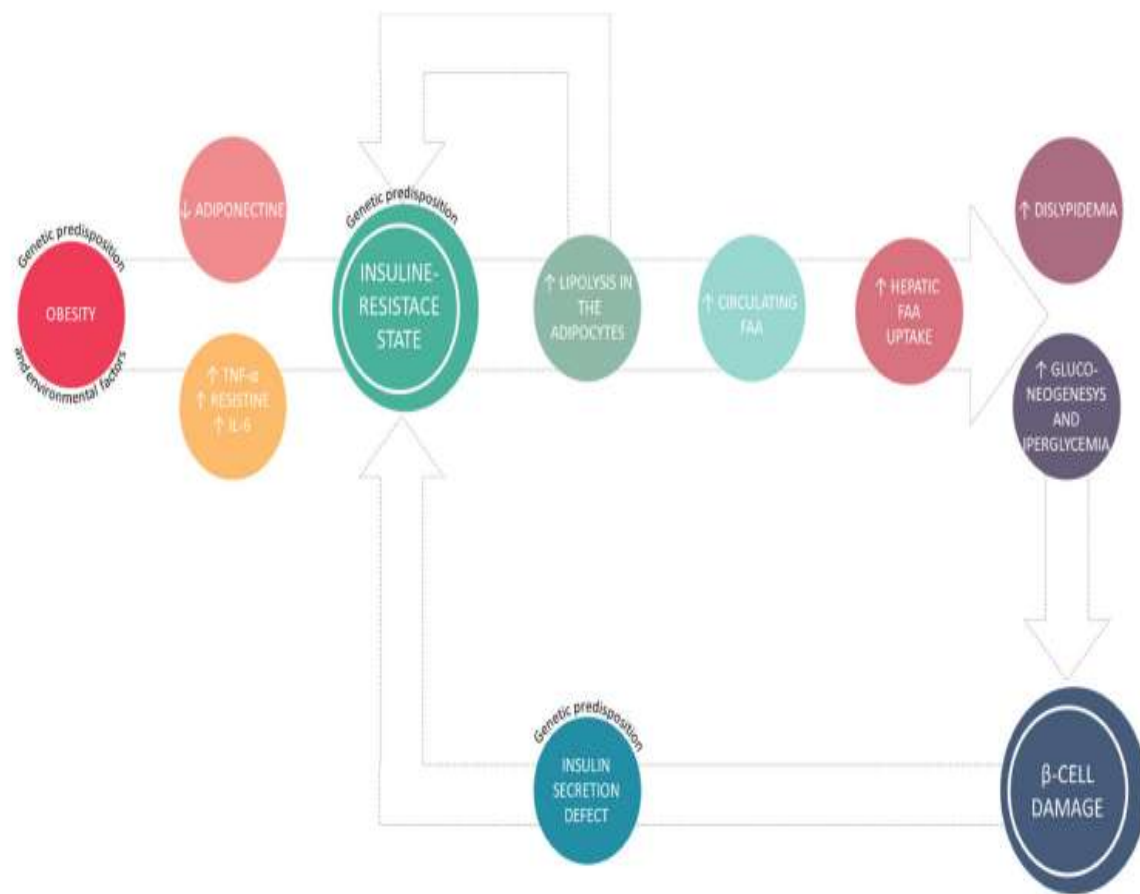 Genetic predisposition
OBESITY
and environmental factors
↓ ADIPONECTINE
↑ TNF-α
↑ RESISTINE
↑ IL-6
Genetic predisposition
INSULINE-
RESISTACE
STATE
↑ LIPOLYSIS IN
THE
ADIPOCYTES
↑ CIRCULATING
FAA
↑ HEPATIC
FAA
UPTAKE
↑ DISLYPIDEMIA
↑ GLUCO-
NEOGENESYS
AND
IPERGLYCEMIA
Genetic predisposition
INSULIN
SECRETION
DEFECT
β-CELL
DAMAGE